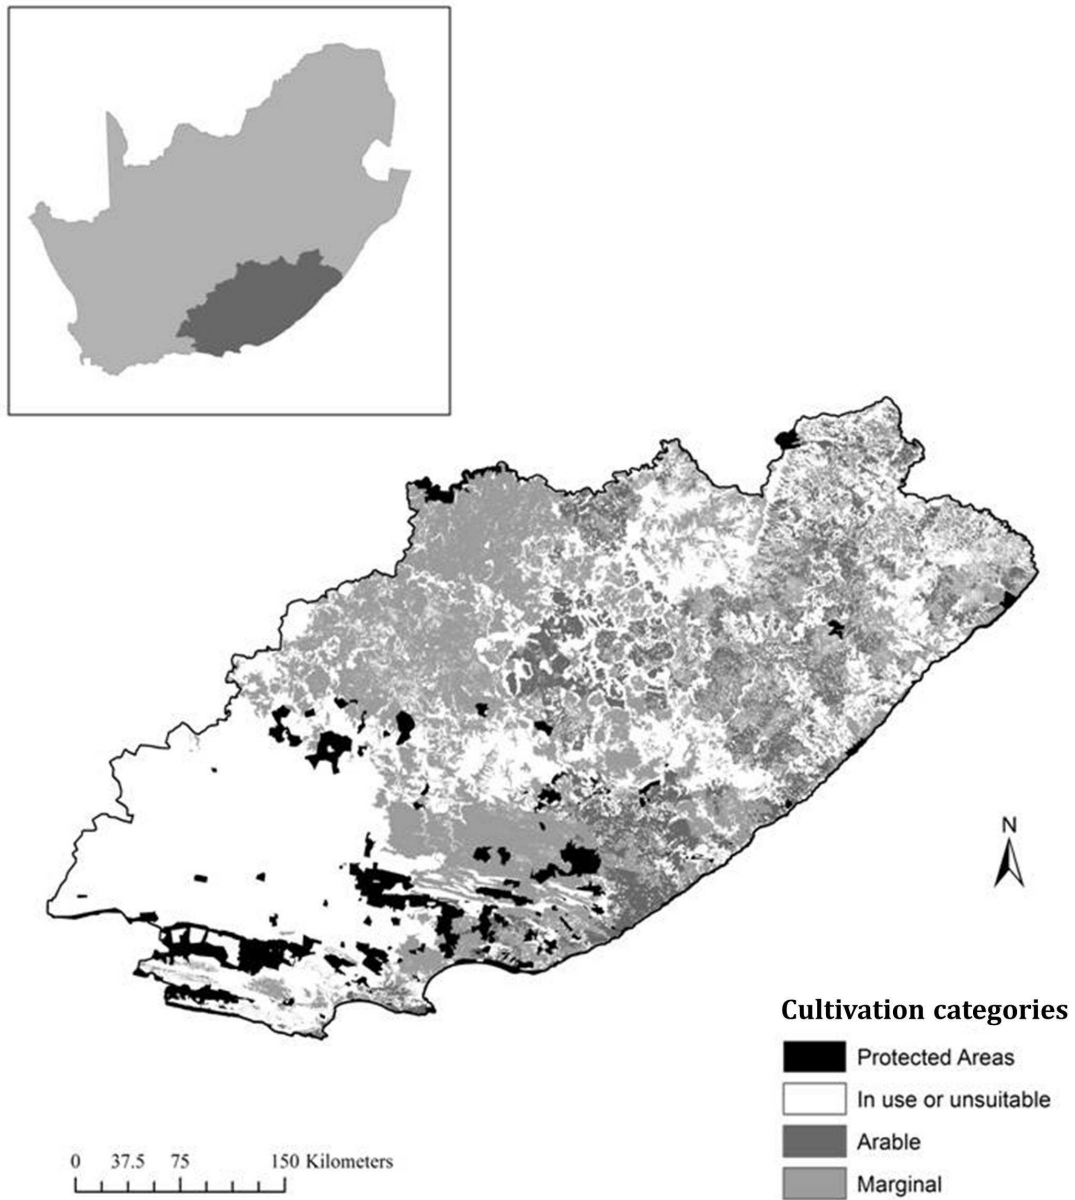 N
Cultivation categories
Protected Areas
In use or unsuitable
Arable
Marginal
0 37.5 75 150 Kilometers